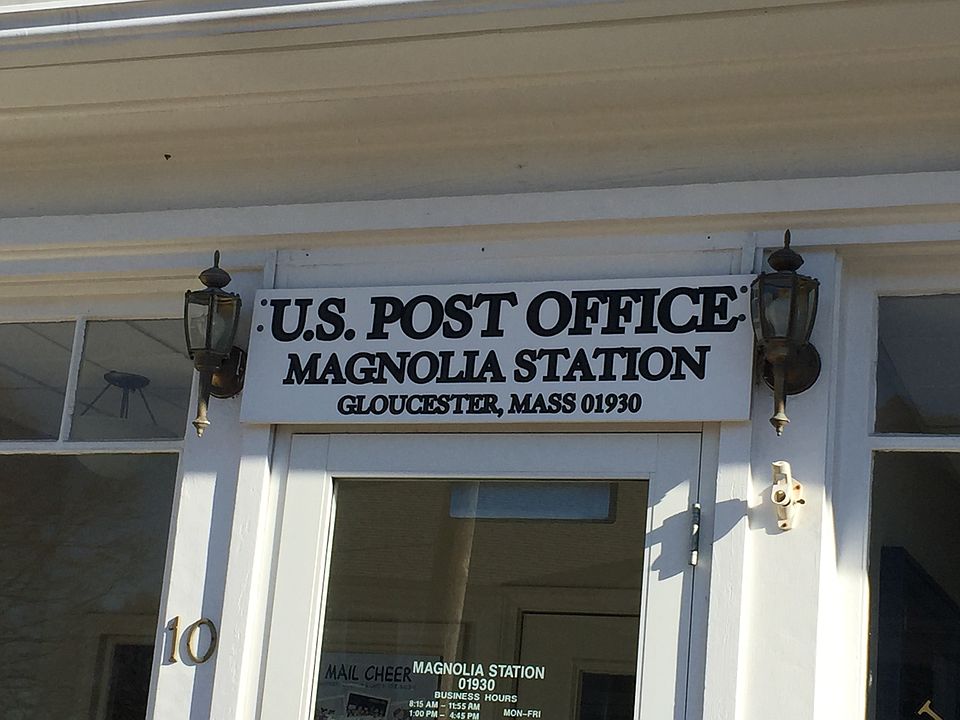 U.S. POST OFFICE
MAGNOLIA STATION
GLOUCESTER, MASS 01930
10
MAIL CHEER
MAGNOLIA STATION
01930
BUSINESS HOURS
8:15 AM – 11:55 AM
1:00 PM – 4:45 PM MON-FRI